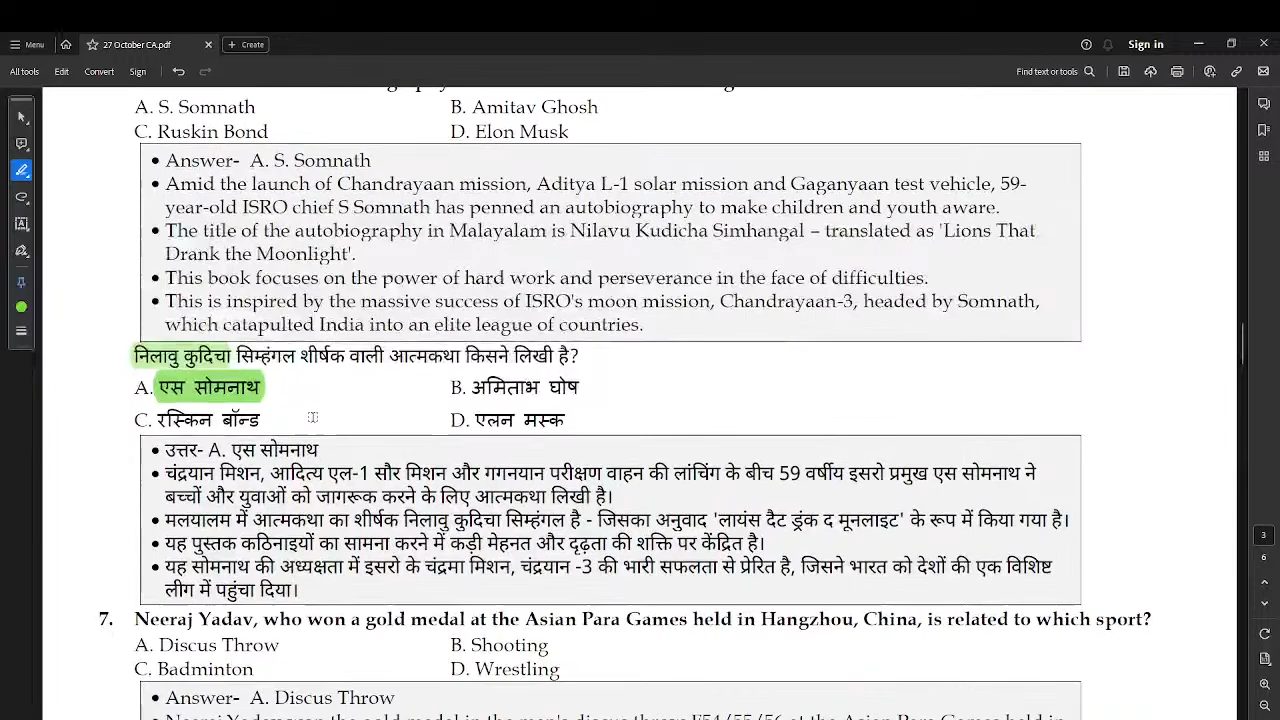 Menu
27 October CA.pdf
Create
Sign in
All tools
Edit
Convert
Sign
Find text or tools
A. S. Somnath
B. Amitav Ghosh
C. Ruskin Bond
D. Elon Musk
• Answer- A. S. Somnath
• Amid the launch of Chandrayaan mission, Aditya L-1 solar mission and Gaganyaan test vehicle, 59-
year-old ISRO chief S Somnath has penned an autobiography to make children and youth aware.
• The title of the autobiography in Malayalam is Nilavu Kudicha Simhangal – translated as 'Lions That
Drank the Moonlight'.
• This book focuses on the power of hard work and perseverance in the face of difficulties.
• This is inspired by the massive success of ISRO's moon mission, Chandrayaan-3, headed by Somnath,
which catapulted India into an elite league of countries.
निलावु कुदिचा सिम्हंगल शीर्षक वाली आत्मकथा किसने लिखी है?
A. एस सोमनाथ
B. अमिताभ घोष
C. रस्किन बॉन्ड
D. एलन मस्क
• उत्तर- A. एस सोमनाथ
• चंद्रयान मिशन, आदित्य एल-1 सौर मिशन और गगनयान परीक्षण वाहन की लांचिंग के बीच 59 वर्षीय इसरो प्रमुख एस सोमनाथ ने
बच्चों और युवाओं को जागरूक करने के लिए आत्मकथा लिखी है।
• मलयालम में आत्मकथा का शीर्षक निलावु कुदिचा सिम्हंगल है - जिसका अनुवाद 'लायंस दैट ड्रंक द मूनलाइट' के रूप में किया गया है।
• यह पुस्तक कठिनाइयों का सामना करने में कड़ी मेहनत और दृढ़ता की शक्ति पर केंद्रित है।
• यह सोमनाथ की अध्यक्षता में इसरो के चंद्रमा मिशन, चंद्रयान -3 की भारी सफलता से प्रेरित है, जिसने भारत को देशों की एक विशिष्ट
लीग में पहुंचा दिया।
7. Neeraj Yadav, who won a gold medal at the Asian Para Games held in Hangzhou, China, is related to which sport?
A. Discus Throw
B. Shooting
C. Badminton
D. Wrestling
• Answer- A. Discus Throw
3
6